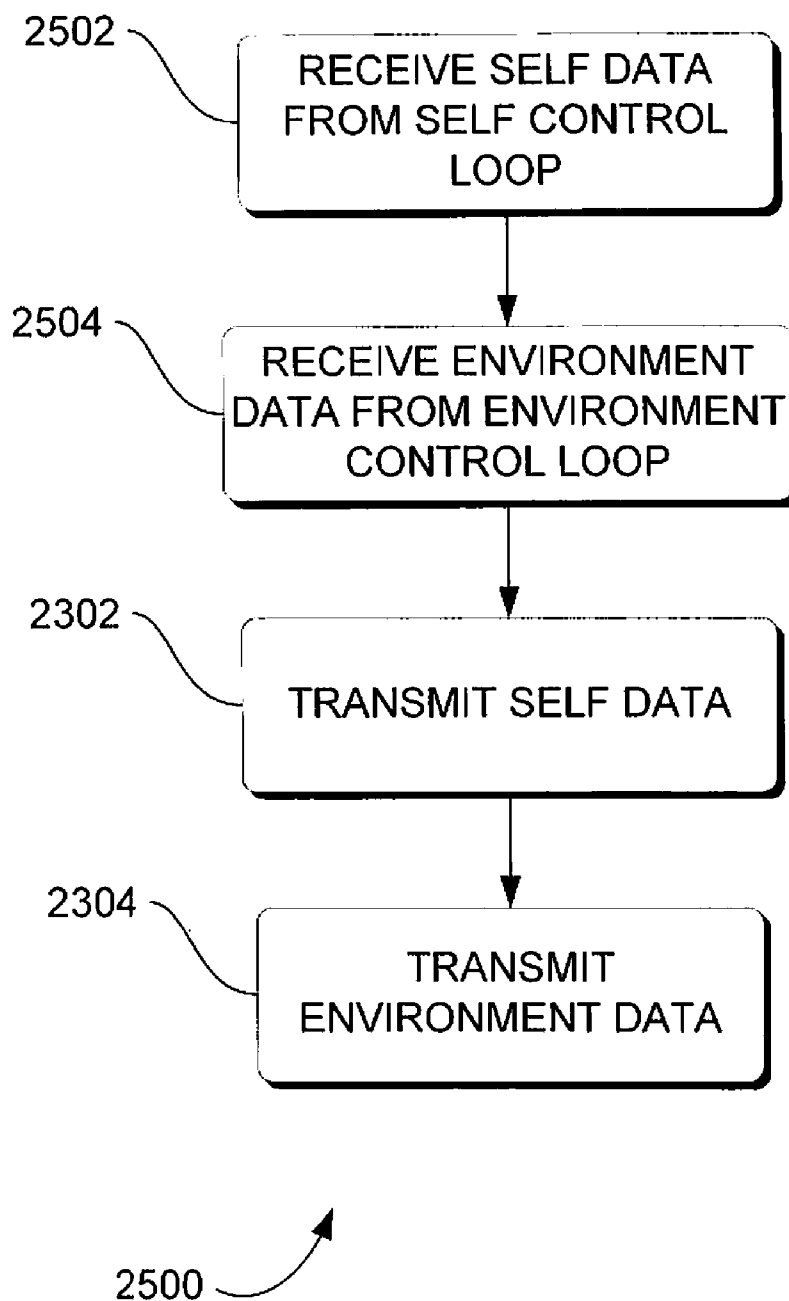 2502
RECEIVE SELF DATA
FROM SELF CONTROL
LOOP
2504
RECEIVE ENVIRONMENT
DATA FROM ENVIRONMENT
CONTROL LOOP
2302
TRANSMIT SELF DATA
2304
TRANSMIT
ENVIRONMENT DATA
2500